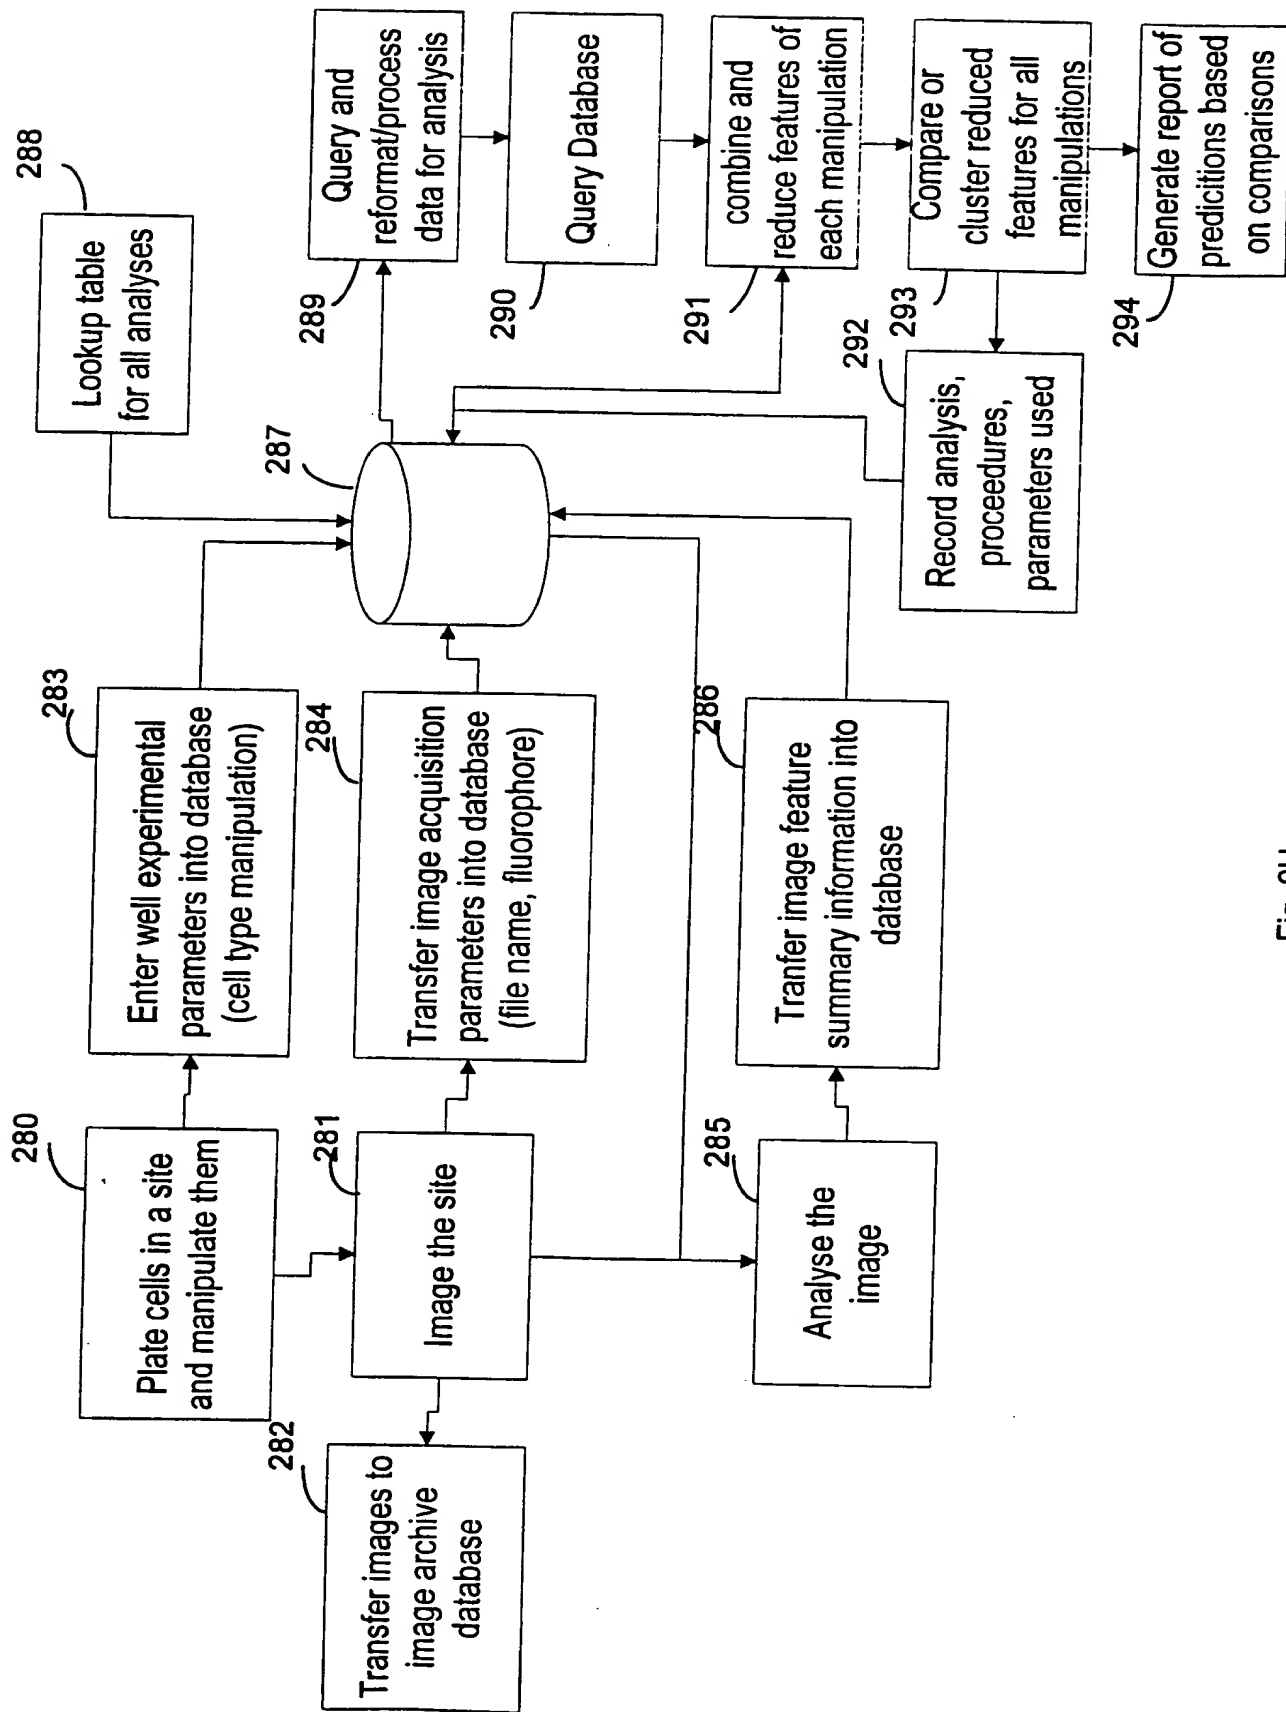 280
Plate cells in a site
and manipulate them
283
Enter well experimental
parameters into database
(cell type manipulation)
288
Lookup table
for all analyses
282
Transfer images to
image archive
database
281
Image the site
284
Transfer image acquisition
parameters into database
(file name, fluorophore)
287
289
Query and
reformat/process
data for analysis
290
Query Database
285
Analyse the
image
286
Tranfer image feature
summary information into
database
291
combine and
reduce features of
each manipulation
292
Record analysis,
proceedures,
parameters used
293
Compare or
cluster reduced
features for all
manipulations
294
Generate report of
predicitions based
on comparisons
Fig.